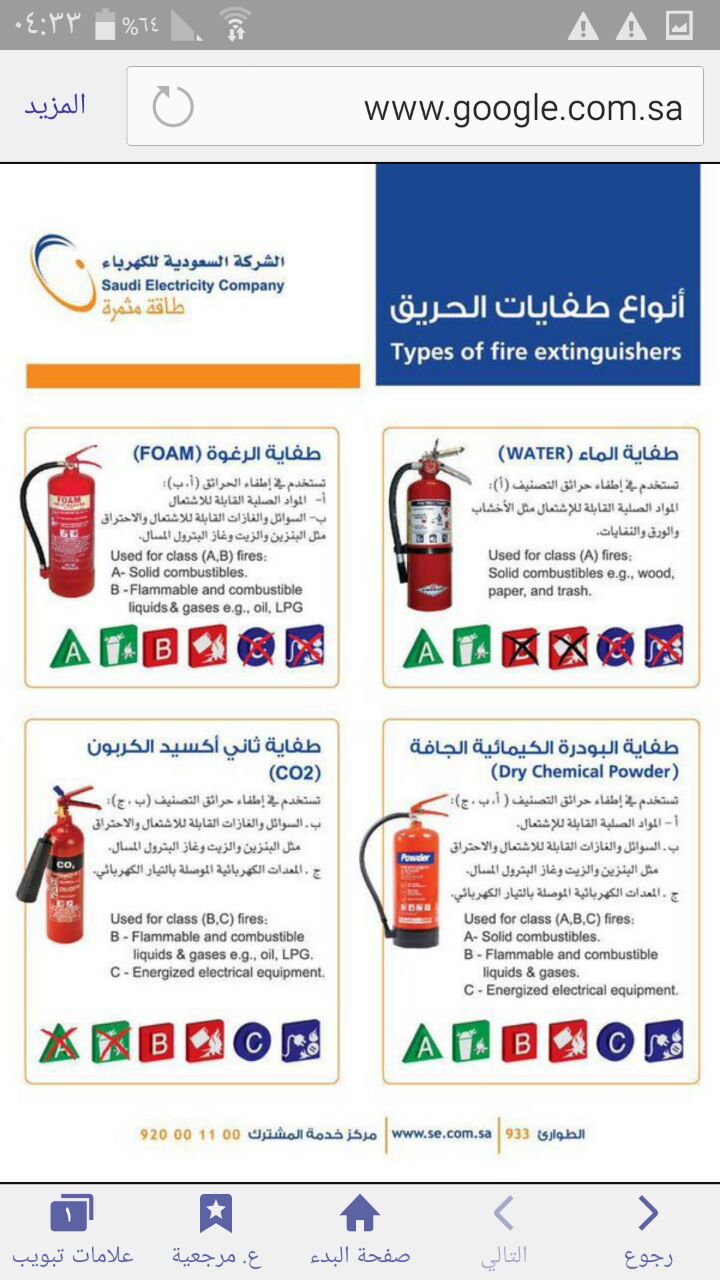 ٠٤:٣٣ %٦٤
المزيد
www.google.com.sa
الشركة السعودية للكهرباء
Saudi Electricity Company
طاقة مثمرة
أنواع طفايات الحريق
Types of fire extinguishers
طفاية الماء (WATER)
تستخدم في إطفاء حرائق التصنيف (أ):
المواد الصلبة القابلة للإشتعال مثل الأخشاب
والورق والنفايات.
Used for class (A) fires:
Solid combustibles e.g., wood,
paper, and trash.
A B C
طفاية الرغوة (FOAM)
تستخدم في إطفاء الحرائق (أ،ب):
أ- المواد الصلبة القابلة للاشتعال
ب- السوائل والغازات القابلة للاشتعال والاحتراق
مثل البنزين والزيت وغاز البترول المسال.
Used for class (A,B) fires:
A- Solid combustibles.
B - Flammable and combustible
liquids & gases e.g., oil, LPG
FOAM
A B C
طفاية البودرة الكيمائية الجافة
(Dry Chemical Powder)
تستخدم في إطفاء حرائق التصنيف (أ،ب،ج):
أ - المواد الصلبة القابلة للإشتعال.
ب. السوائل والغازات القابلة للاشتعال والاحتراق
مثل البنزين والزيت وغاز البترول المسال.
ج . المعدات الكهربائية الموصلة بالتيار الكهربائي.
Used for class (A,B,C) fires:
A- Solid combustibles.
B - Flammable and combustible
liquids & gases.
C - Energized electrical equipment.
Powder
A B C
طفاية ثاني أكسيد الكربون
(CO2)
تستخدم في إطفاء حرائق التصنيف (ب،ج):
ب. السوائل والغازات القابلة للاشتعال والاحتراق
مثل البنزين والزيت وغاز البترول المسال.
ج . المعدات الكهربائية الموصلة بالتيار الكهربائي.
Used for class (B,C) fires:
B - Flammable and combustible
liquids & gases e.g., oil, LPG.
C - Energized electrical equipment.
CO₂
A B C
الطوارئ 933 www.se.com.sa مركز خدمة المشترك 920 00 11 00
رجوع
التالي
صفحة البدء
ع. مرجعية
١
علامات تبويب